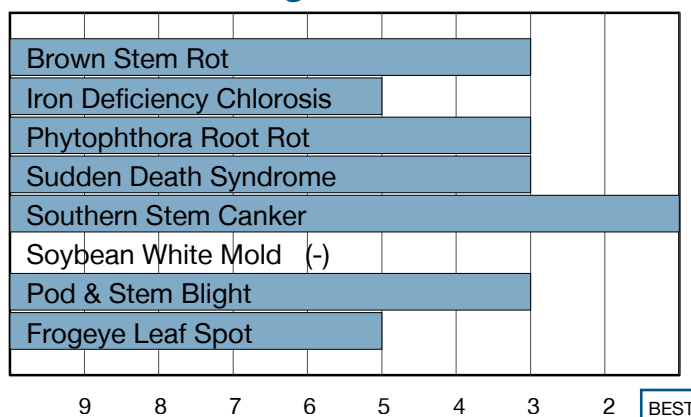 Brown Stem Rot
Iron Deficiency Chlorosis
Phytophthora Root Rot
Sudden Death Syndrome
Southern Stem Canker
Soybean White Mold (-)
Pod & Stem Blight
Frogeye Leaf Spot
9 8 7 6 5 4 3 2 BEST